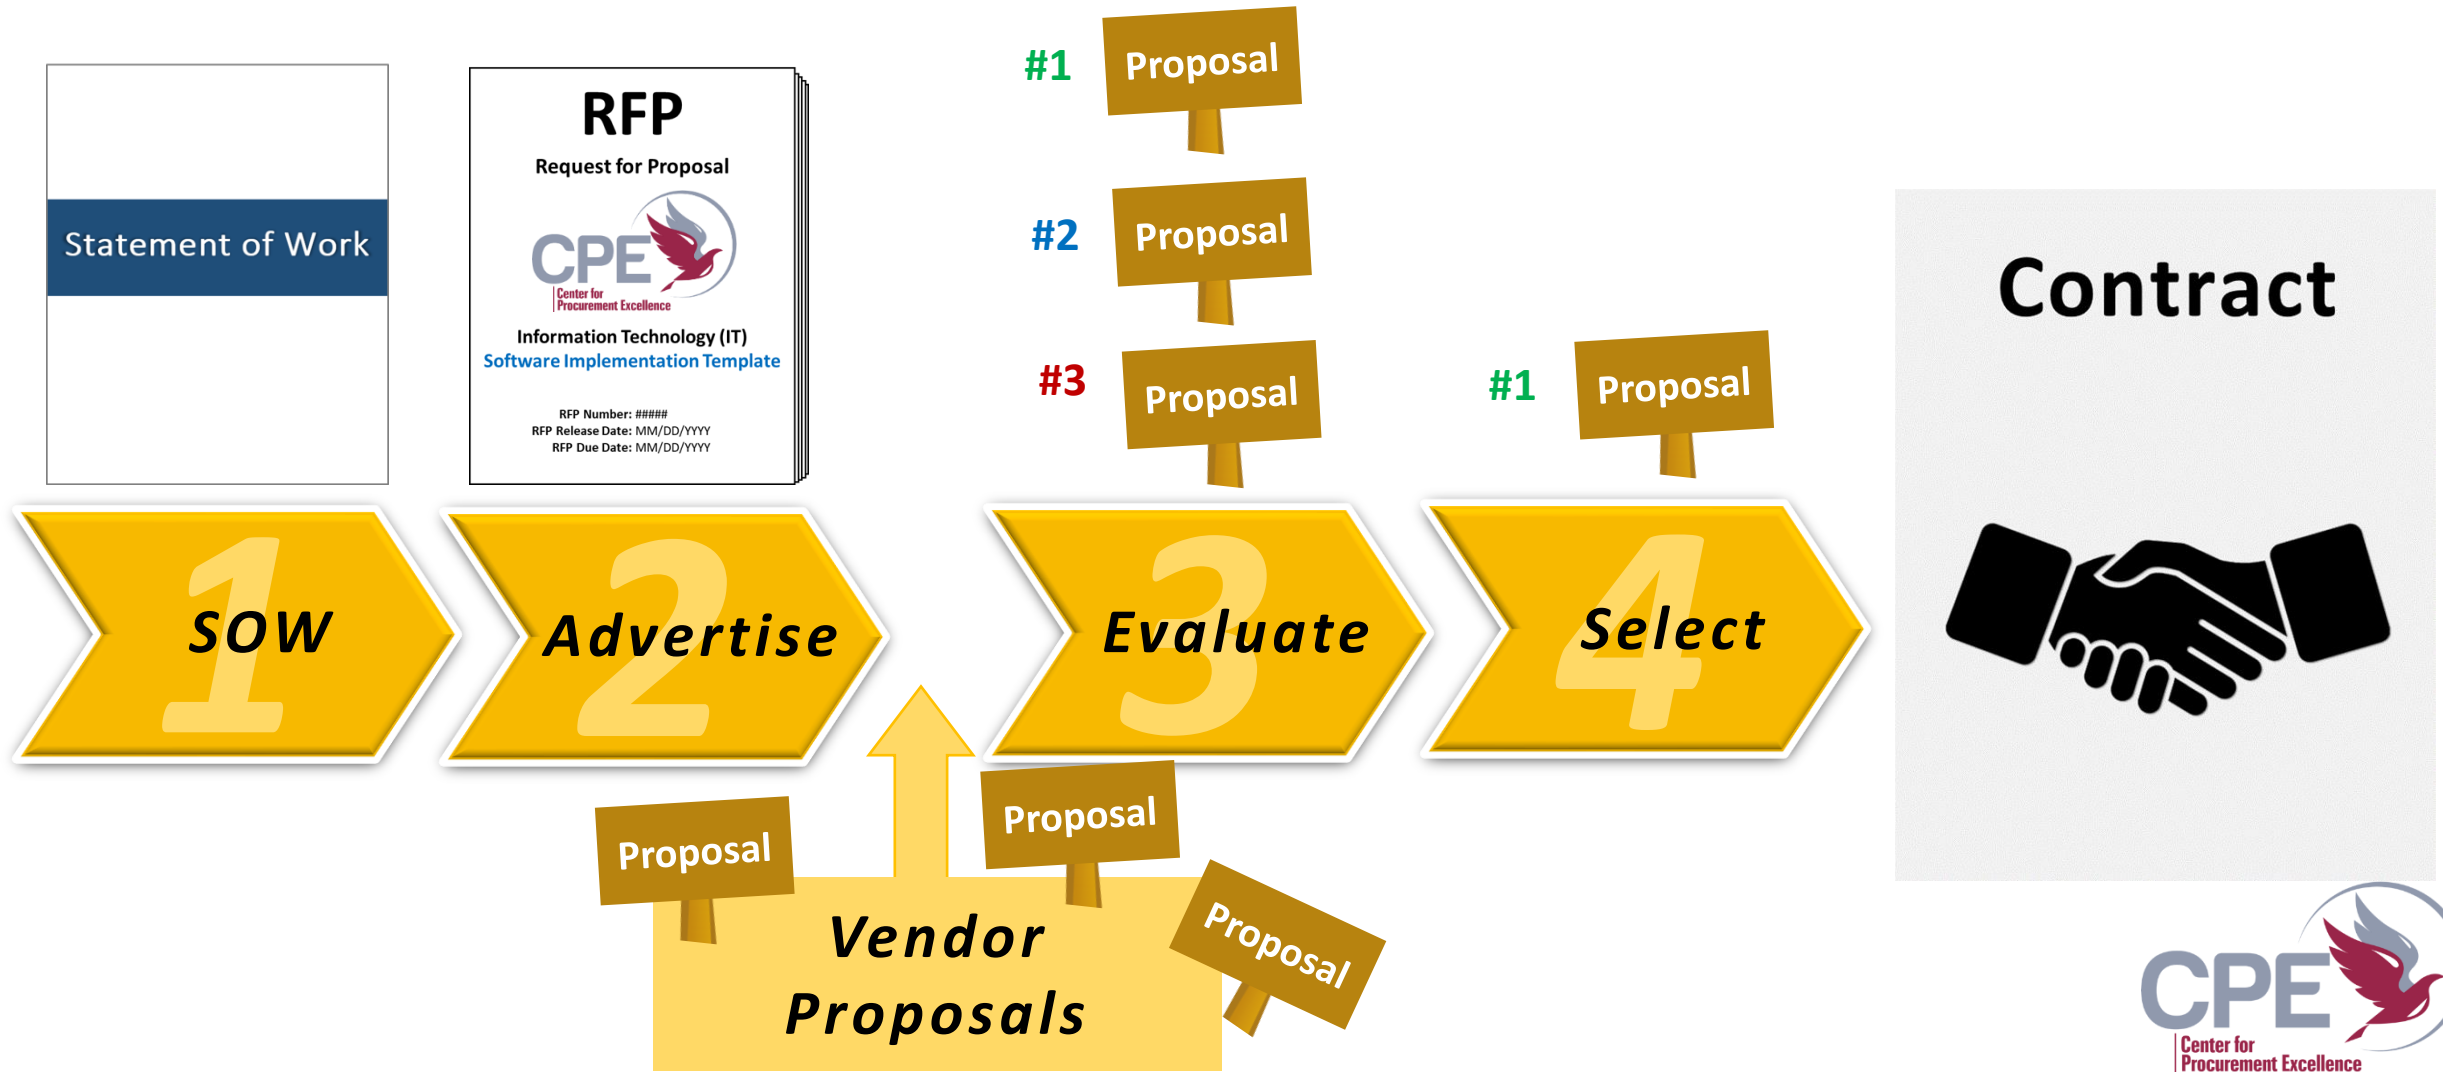 Statement of Work
RFP
Request for Proposal
CPE
Center for
Procurement Excellence
Information Technology (IT)
Software Implementation Template
RFP Number: #####
RFP Release Date: MM/DD/YYYY
RFP Due Date: MM/DD/YYYY
#1 Proposal
#2 Proposal
#3 Proposal
#1 Proposal
Contract
1
SOW
2
Advertise
3
Evaluate
4
Select
Proposal
Proposal
Proposal
Vendor
Proposals
CPE
Center for
Procurement Excellence